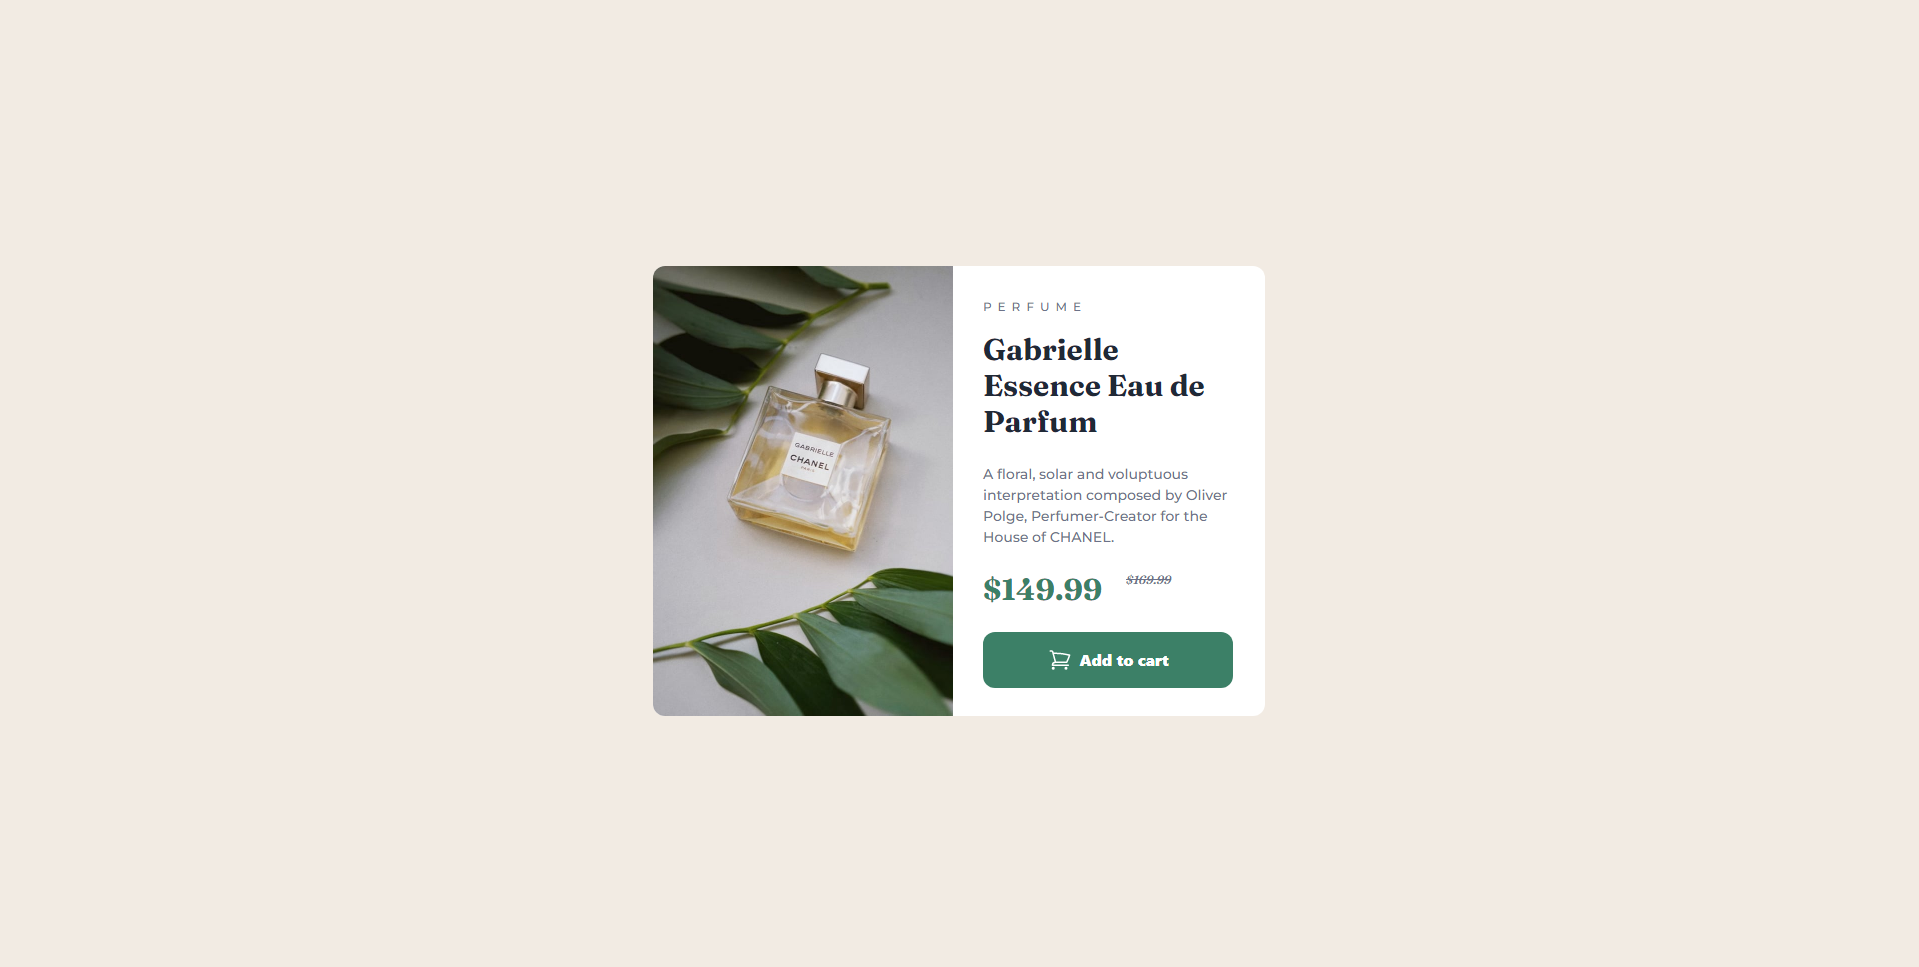 PERFUME
Gabrielle
Essence Eau de
Parfum
A floral, solar and voluptuous
interpretation composed by Oliver
Polge, Perfumer-Creator for the
House of CHANEL.
$149.99 $169.99
Add to cart
GABRIELLE
CHANEL
PARIS